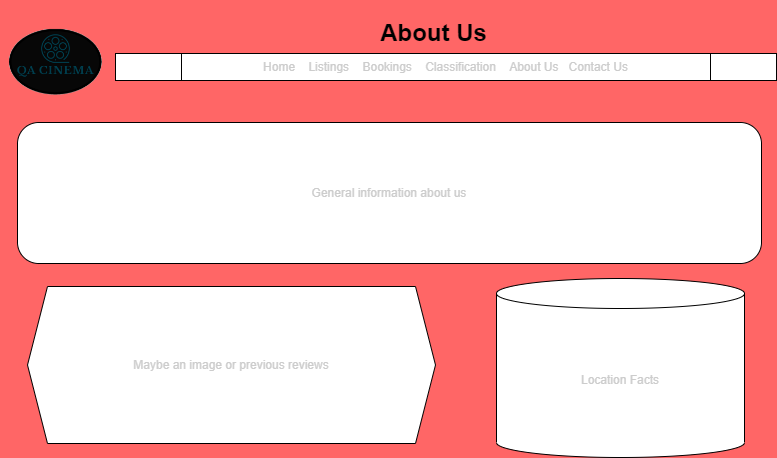 About Us
QA CINEMA
Home Listings Bookings Classification About Us Contact Us
General information about us
Maybe an image or previous reviews
Location Facts